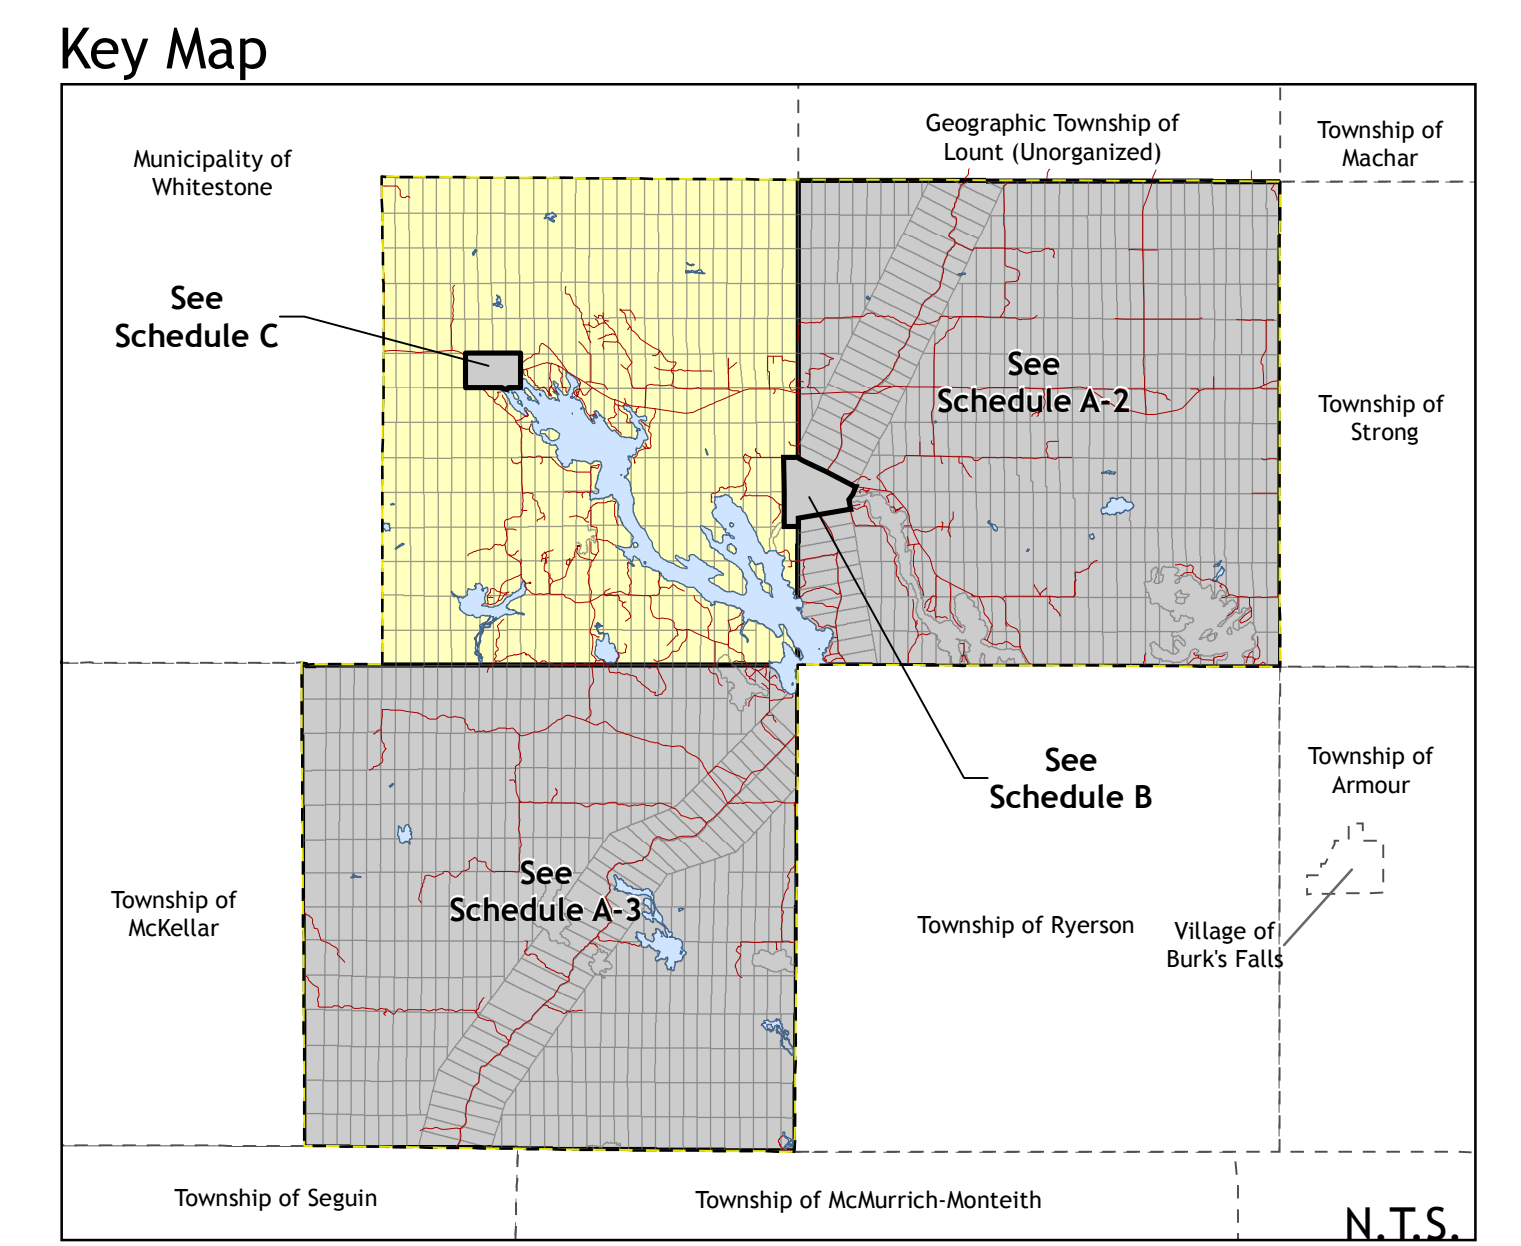 Key Map
Geographic Township of
Lount (Unorganized)
Township of
Machar
Municipality of
Whitestone
See
Schedule C
See
Schedule A-2
Township of
Strong
See
Schedule B
Township of
Armour
See
Schedule A-3
Township of
McKellar
Township of Ryerson
Village of
Burk's Falls
Township of Seguin
Township of McMurrich-Monteith
N.T.S.